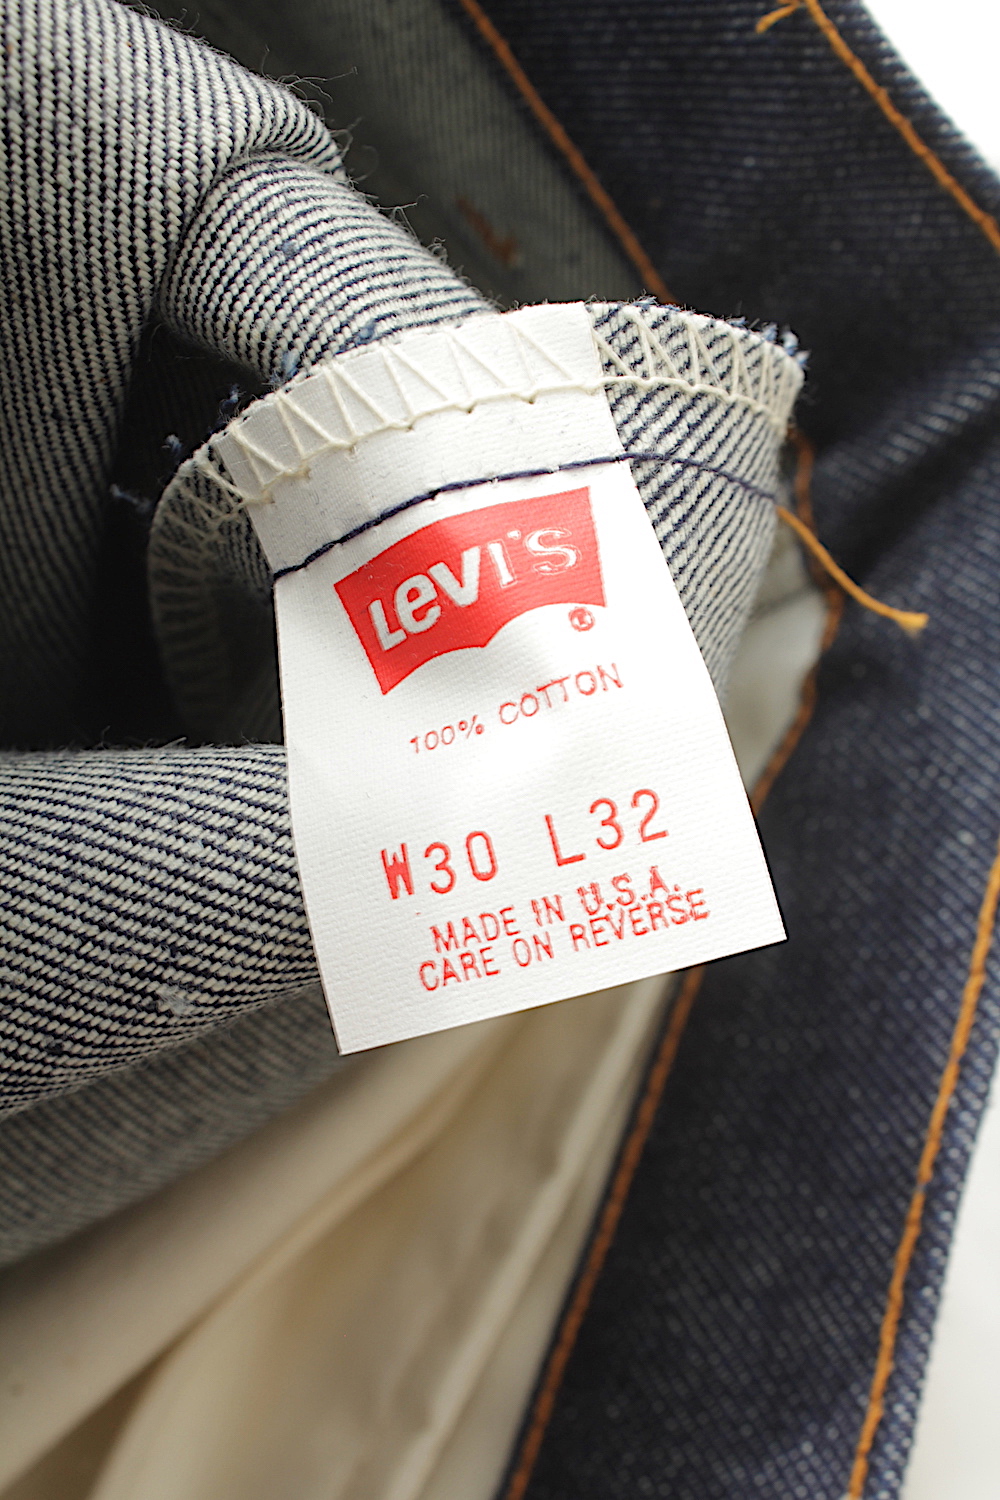 Levi's
100% COTTON
W30 L32
MADE IN U.S.A.
CARE ON REVERSE